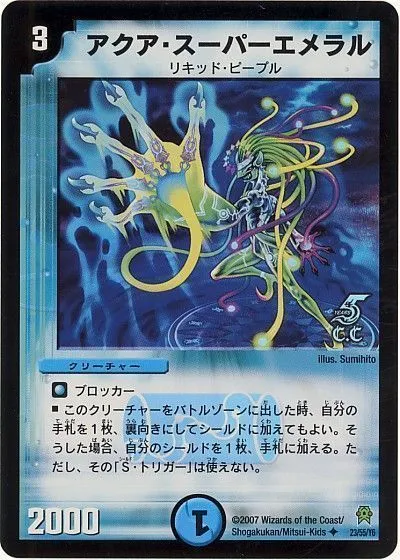 3
アクア・スーパーエメラル
リキッド・ピープル
5
YEARS
G.C
illus. Sumihito
クリーチャー
ブロッカー
■ このクリーチャーをバトルゾーンに出した時、自分の
手札を1枚、裏向きにしてシールドに加えてもよい。そ
うした場合、自分のシールドを1枚、手札に加える。た
だし、その「S・トリガー」は使えない。
2000
1
©2007 Wizards of the Coast/
Shogakukan/Mitsui-Kids
23/55/Y6